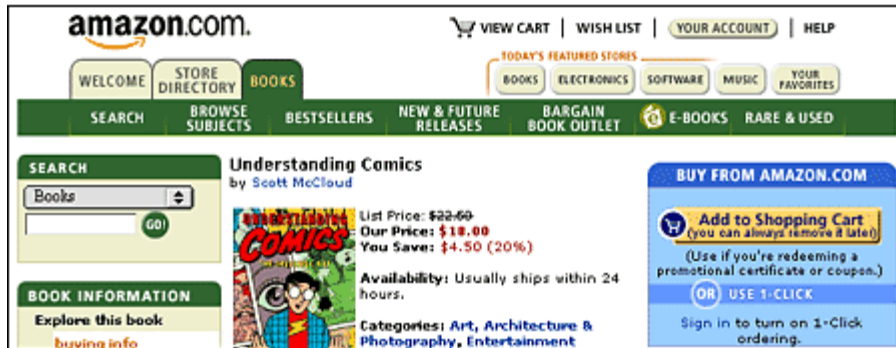 amazon.com.
VIEW CART | WISH LIST | YOUR ACCOUNT | HELP
TODAY'S FEATURED STORES
WELCOME
STORE DIRECTORY
BOOKS
BOOKS
ELECTRONICS
SOFTWARE
MUSIC
YOUR FAVORITES
SEARCH
BROWSE SUBJECTS
BESTSELLERS
NEW & FUTURE RELEASES
BARGAIN BOOK OUTLET
E-BOOKS
RARE & USED
SEARCH
Books
GO!
BOOK INFORMATION
Explore this book
buying info
Understanding Comics
by Scott McCloud
UNDERSTANDING
COMICS
List Price: $22.50
Our Price: $18.00
You Save: $4.50 (20%)
Availability: Usually ships within 24
hours.
Categories: Art, Architecture &
Photography, Entertainment
BUY FROM AMAZON.COM
Add to Shopping Cart
(you can always remove it later)
(Use if you're redeeming a
promotional certificate or coupon.)
OR USE 1-CLICK
Sign in to turn on 1-Click
ordering.